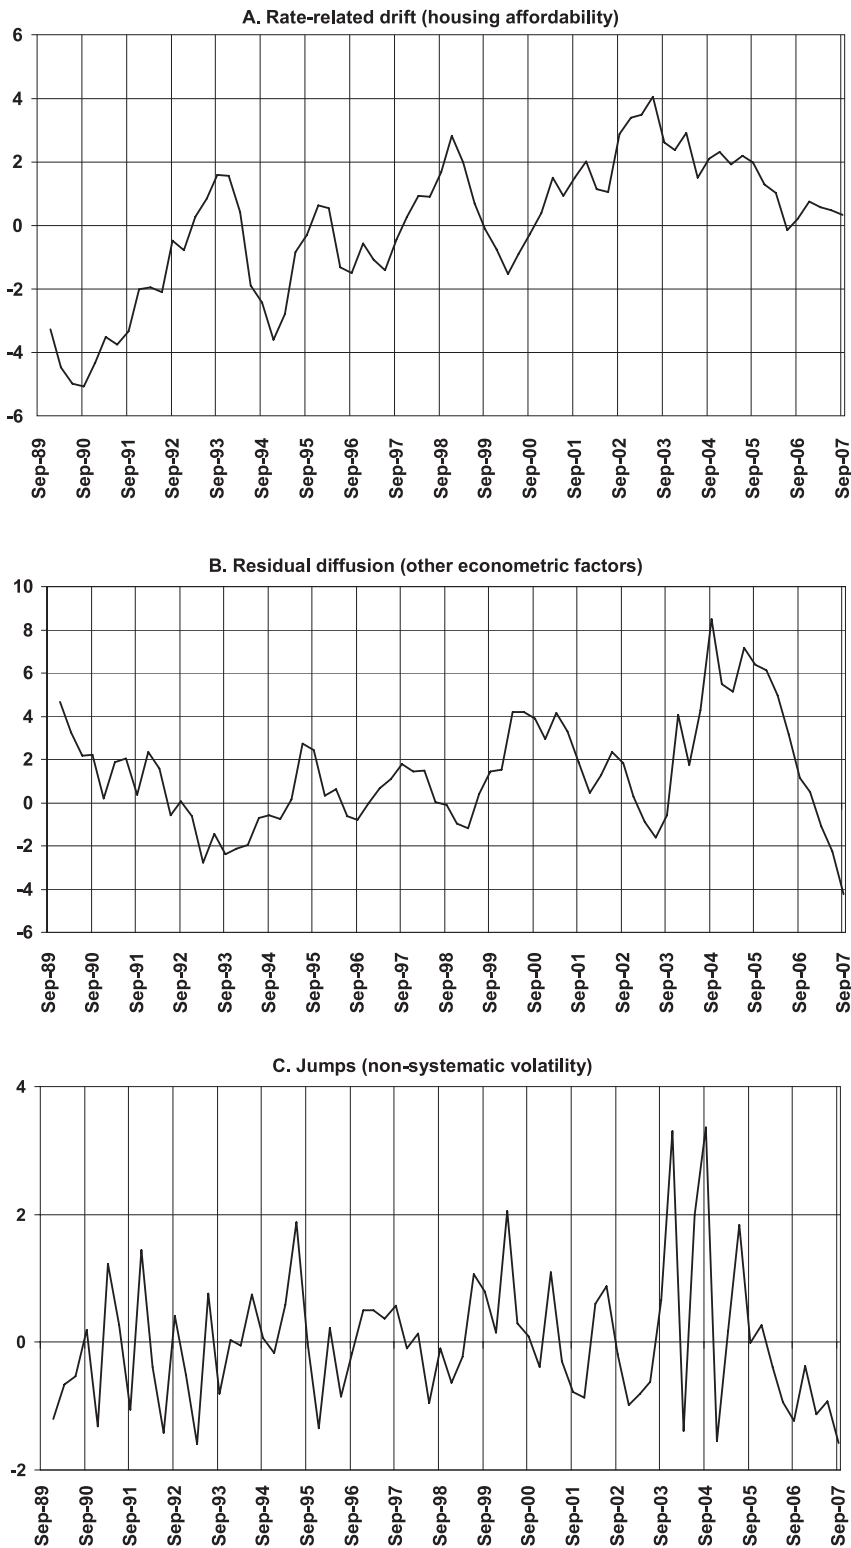 A. Rate-related drift (housing affordability)
6
4
2
0
-2
-4
-6
Sep-89
Sep-90
Sep-91
Sep-92
Sep-93
Sep-94
Sep-95
Sep-96
Sep-97
Sep-98
Sep-99
Sep-00
Sep-01
Sep-02
Sep-03
Sep-04
Sep-05
Sep-06
Sep-07
B. Residual diffusion (other econometric factors)
10
8
6
4
2
0
-2
-4
-6
Sep-89
Sep-90
Sep-91
Sep-92
Sep-93
Sep-94
Sep-95
Sep-96
Sep-97
Sep-98
Sep-99
Sep-00
Sep-01
Sep-02
Sep-03
Sep-04
Sep-05
Sep-06
Sep-07
C. Jumps (non-systematic volatility)
4
2
0
-2
Sep-89
Sep-90
Sep-91
Sep-92
Sep-93
Sep-94
Sep-95
Sep-96
Sep-97
Sep-98
Sep-99
Sep-00
Sep-01
Sep-02
Sep-03
Sep-04
Sep-05
Sep-06
Sep-07